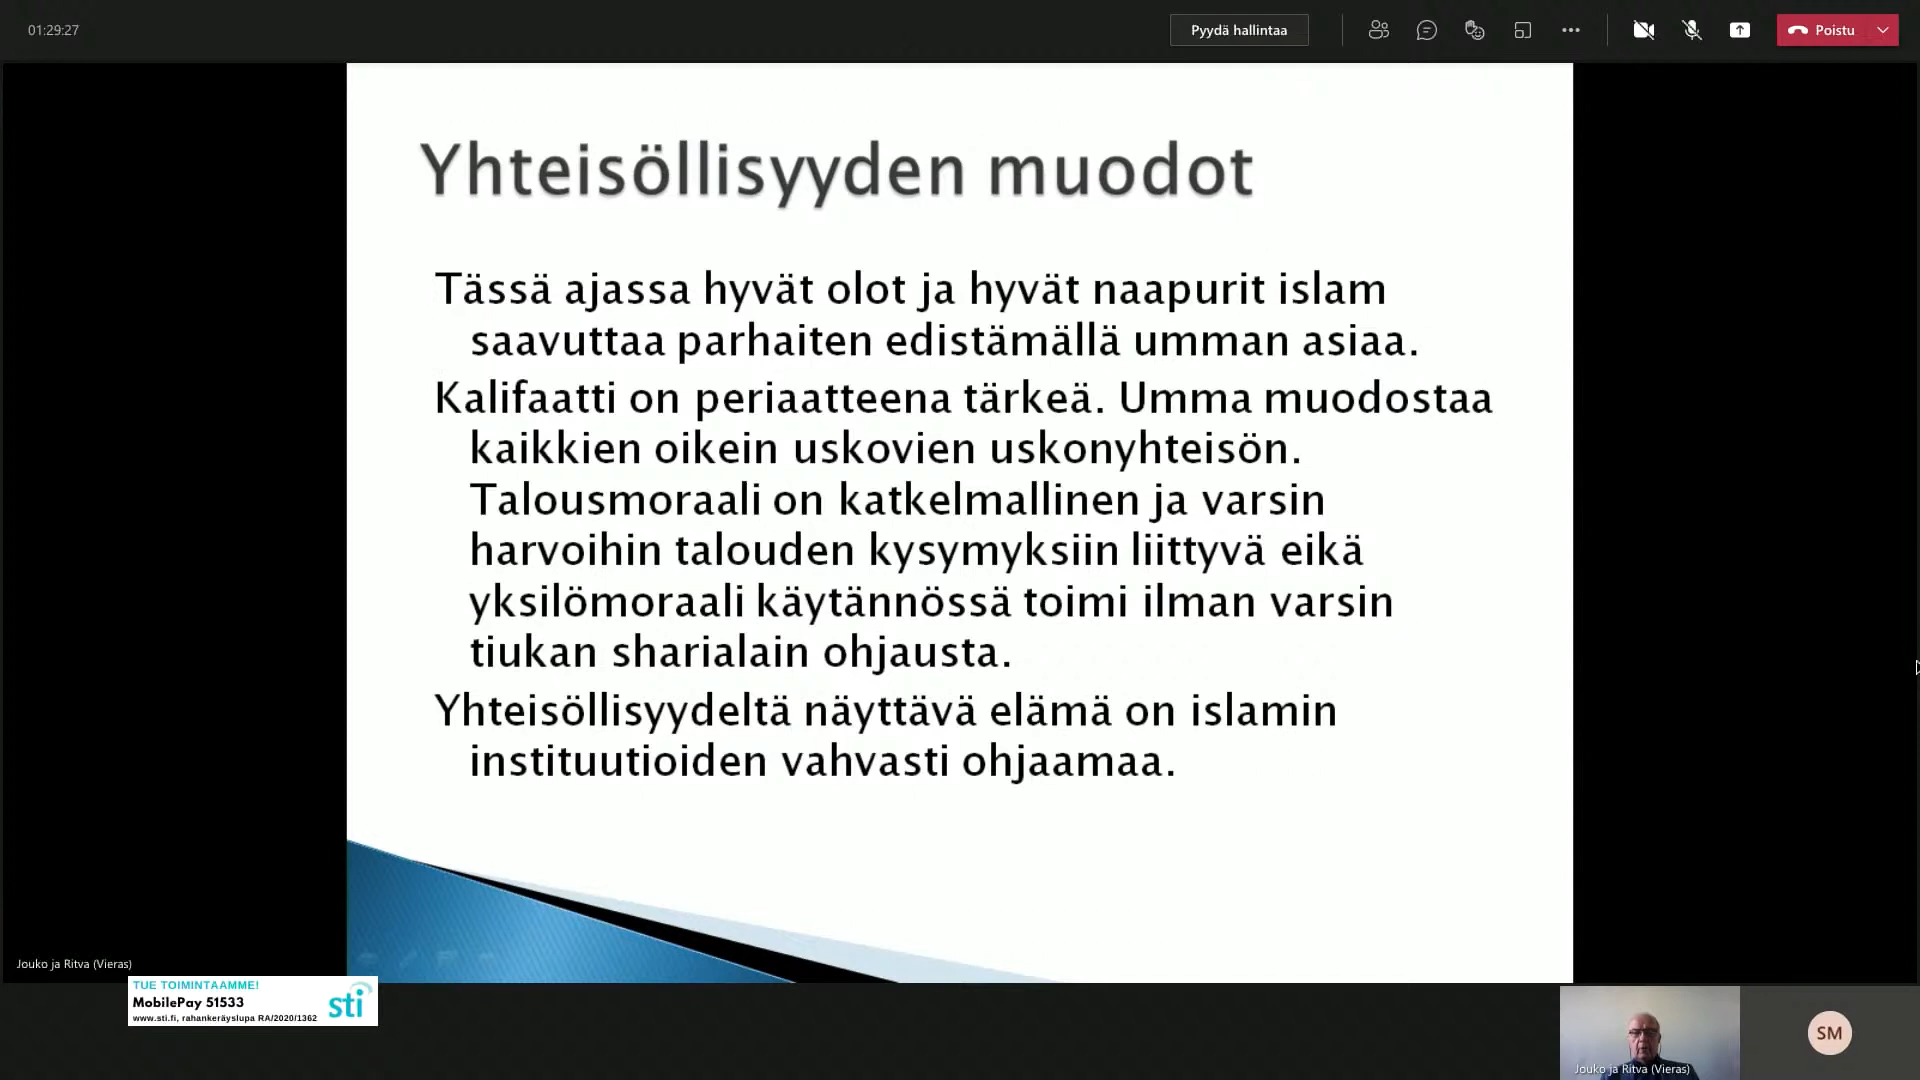 01:29:27
Pyydä hallintaa
Poistu
Yhteisöllisyyden muodot
Tässä ajassa hyvät olot ja hyvät naapurit islam
saavuttaa parhaiten edistämällä umman asiaa.
Kalifaatti on periaatteena tärkeä. Umma muodostaa
kaikkien oikein uskovien uskonyhteisön.
Talousmoraali on katkelmallinen ja varsin
harvoihin talouden kysymyksiin liittyvä eikä
yksilömoraali käytännössä toimi ilman varsin
tiukan sharialain ohjausta.
Yhteisöllisyydeltä näyttävä elämä on islamin
instituutioiden vahvasti ohjaamaa.
Jouko ja Ritva (Vieras)
TUE TOIMINTAAMME!
MobilePay 51533
www.sti.fi, rahankeräyslupa RA/2020/1362
sti
SM
Jouko ja Ritva (Vieras)